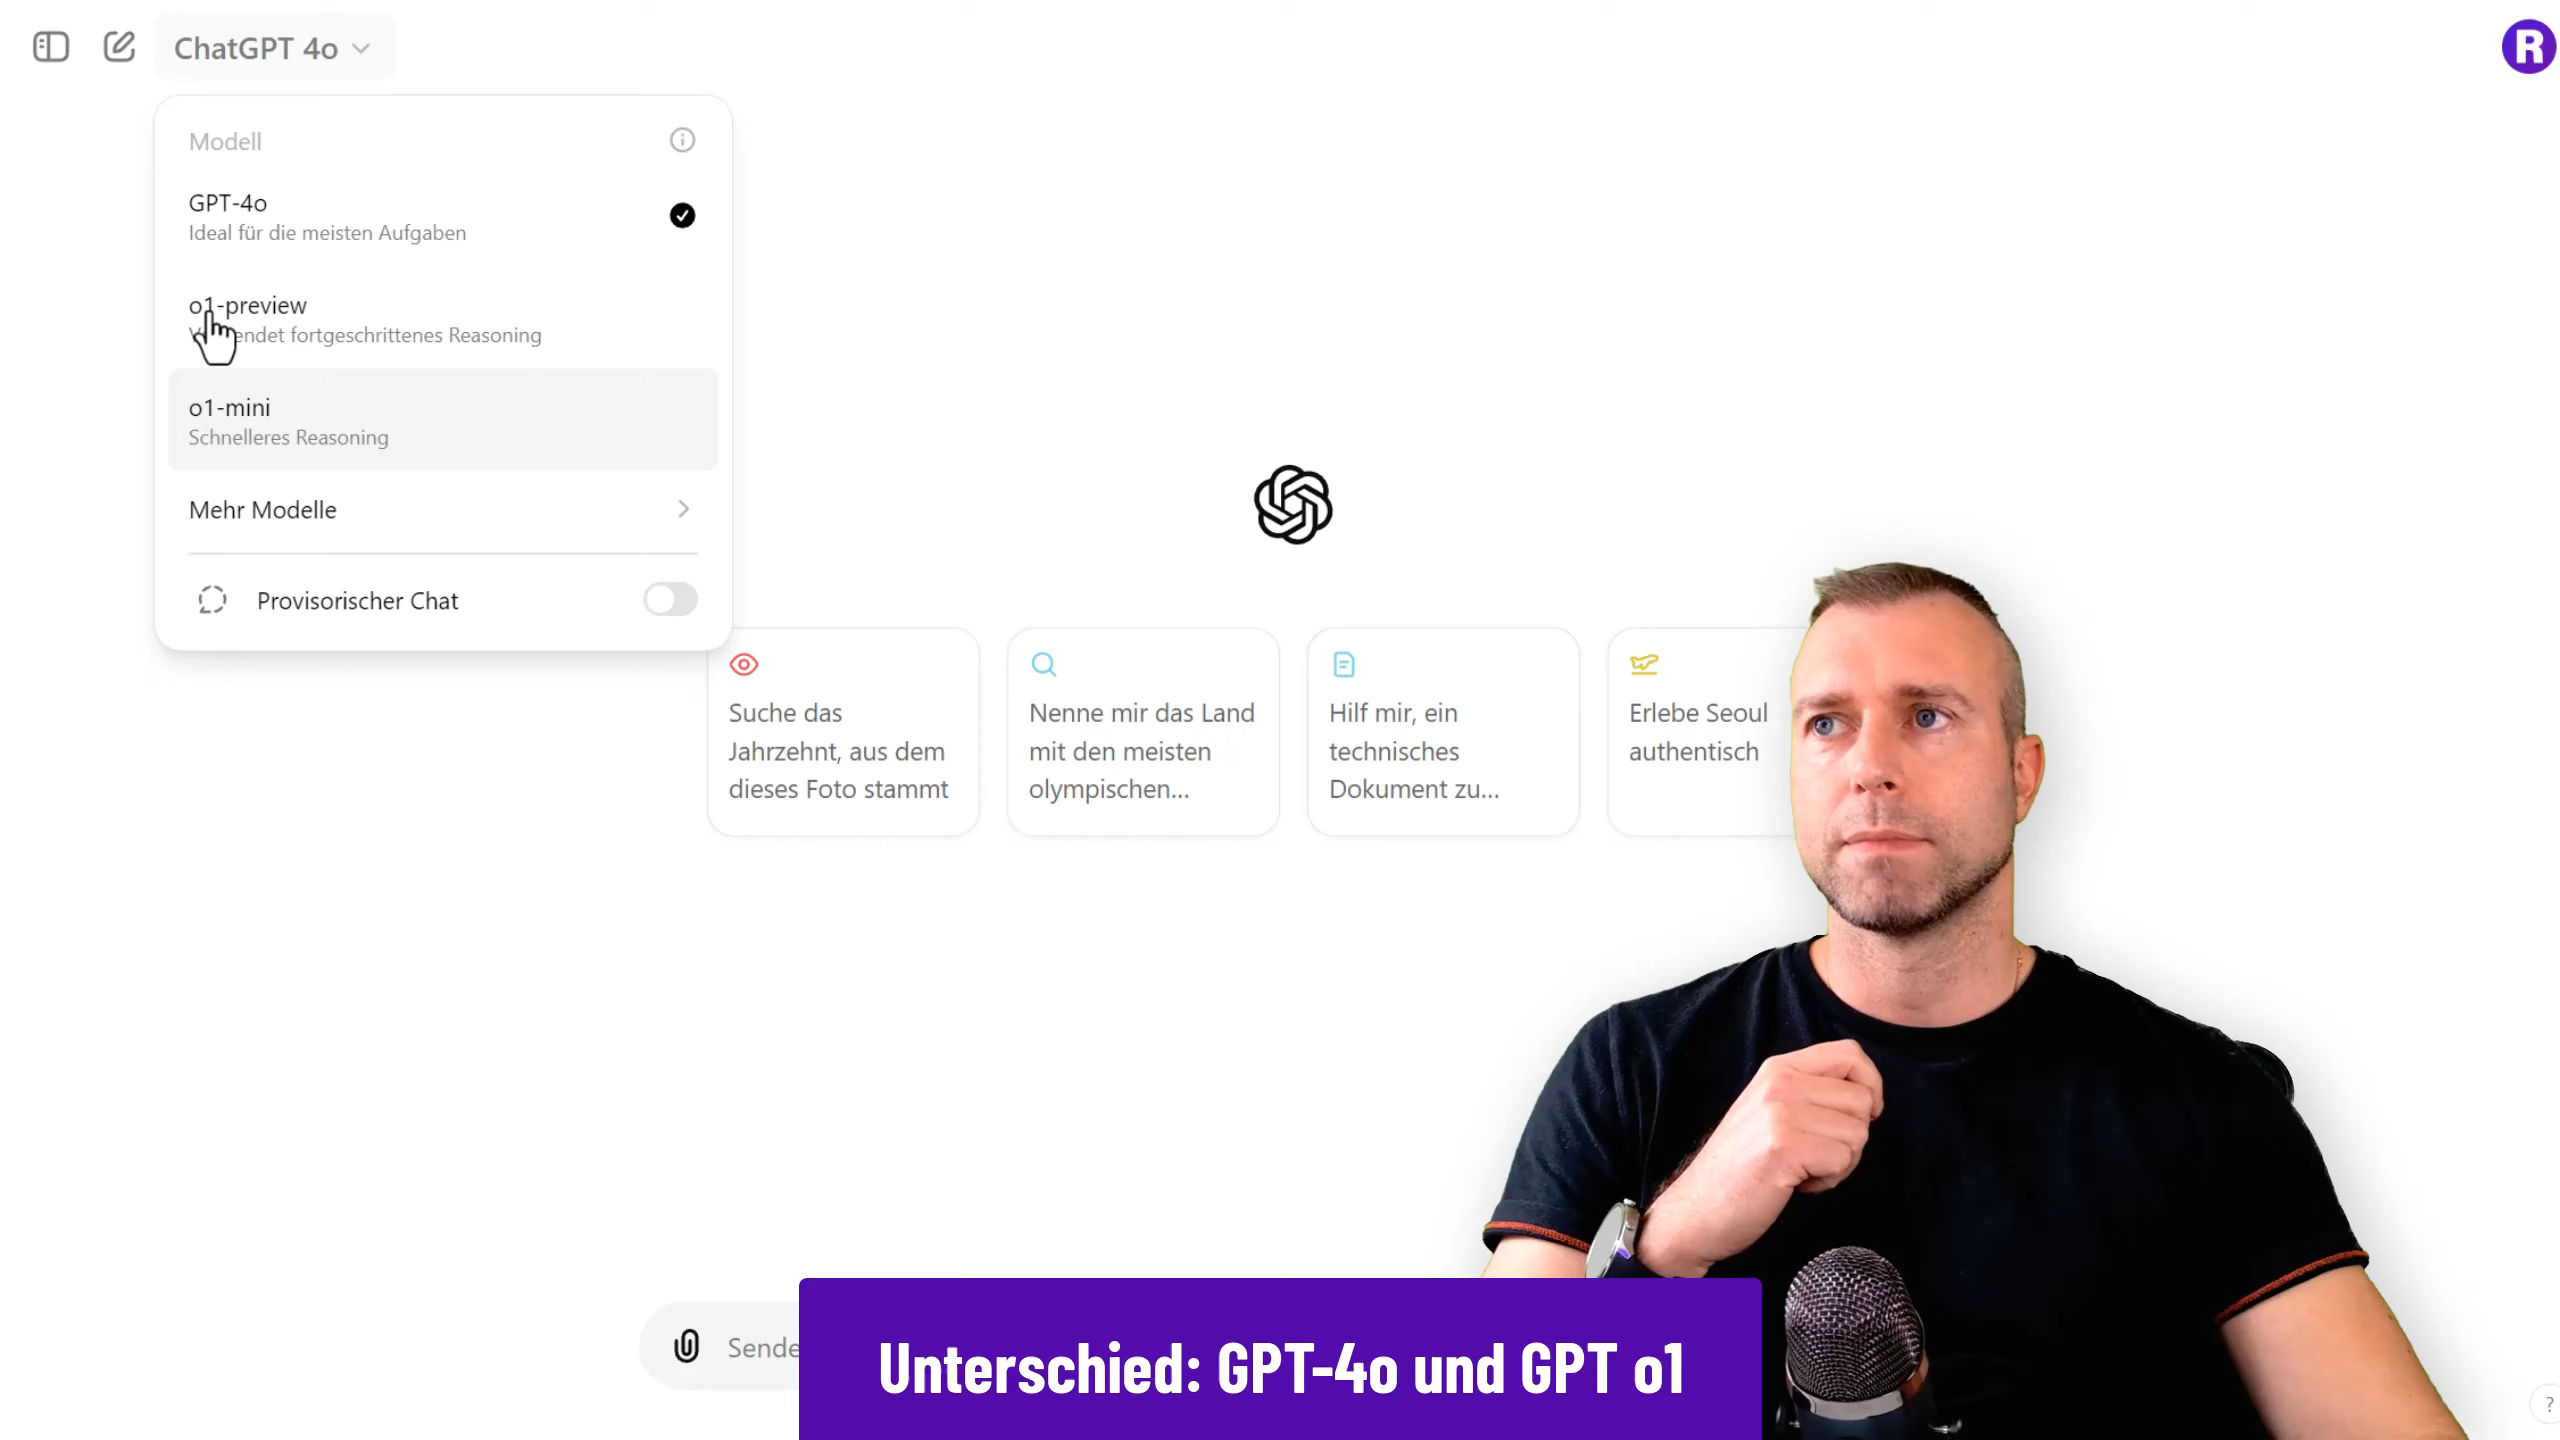 ChatGPT 4o
R
Modell
GPT-4o
Ideal für die meisten Aufgaben
o1-preview
fortgeschrittenes Reasoning
o1-mini
Schnelleres Reasoning
Mehr Modelle
Provisorischer Chat
Suche das
Jahrzehnt, aus dem
dieses Foto stammt
Nenne mir das Land
mit den meisten
olympischen...
Hilf mir, ein
technisches
Dokument zu...
Erlebe Seoul
authentisch
Sende
Unterschied: GPT-4o und GPT o1
?